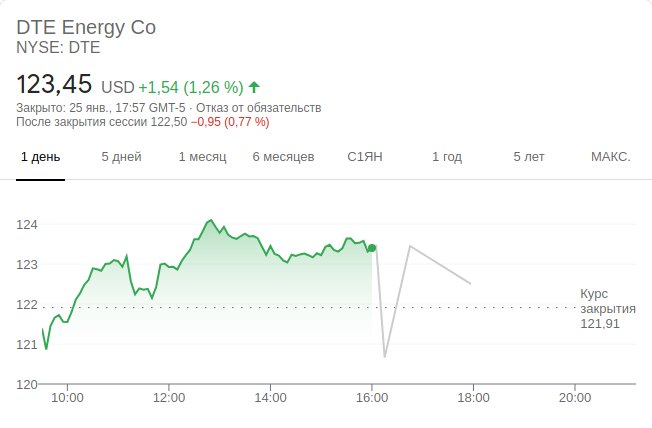 DTE Energy Co
NYSE: DTE
123,45 USD +1,54 (1,26 %)
Закрыто: 25 янв., 17:57 GMT-5 · Отказ от обязательств
После закрытия сессии 122,50 −0,95 (0,77 %)
1 день 5 дней 1 месяц 6 месяцев С1ЯН 1 год 5 лет МАКС.
124
123
122
121
120
Курс
закрытия
121,91
10:00 12:00 14:00 16:00 18:00 20:00